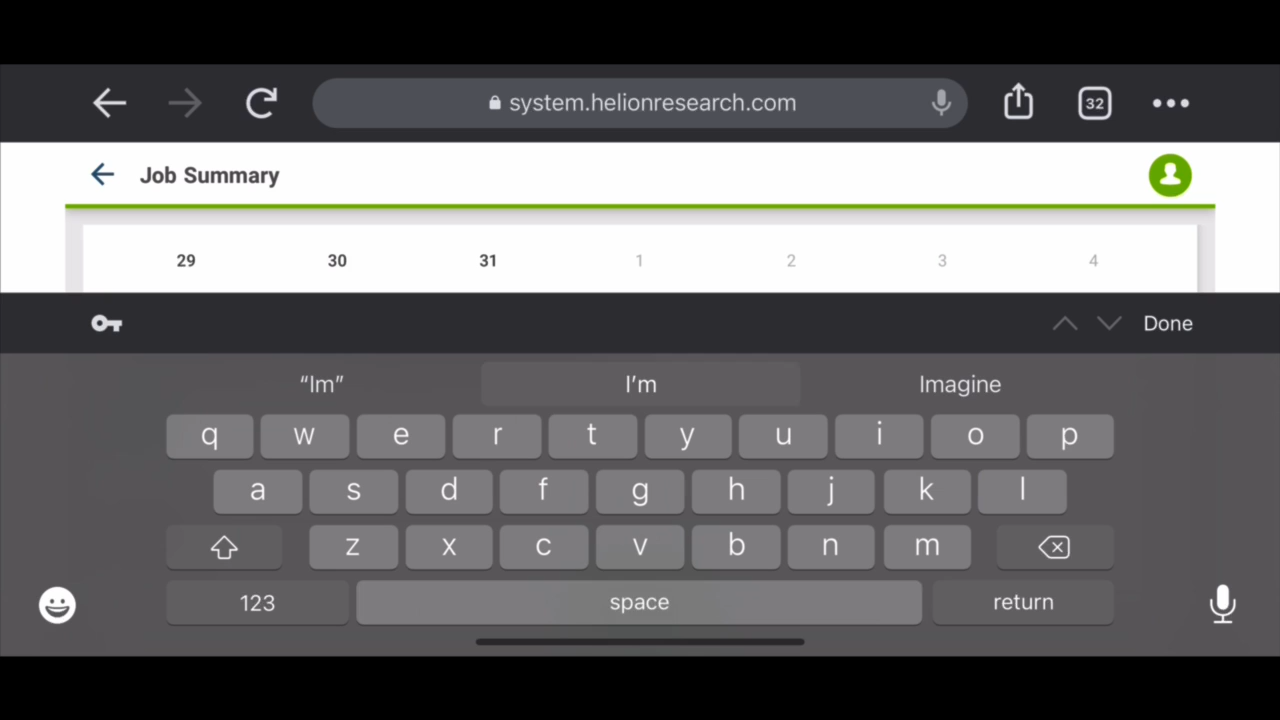 system.helionresearch.com 32
Job Summary
29 30 31 1 2 3 4
Done
“Im” I’m Imagine
q w e r t y u i o p
a s d f g h j k l
z x c v b n m
123 space return